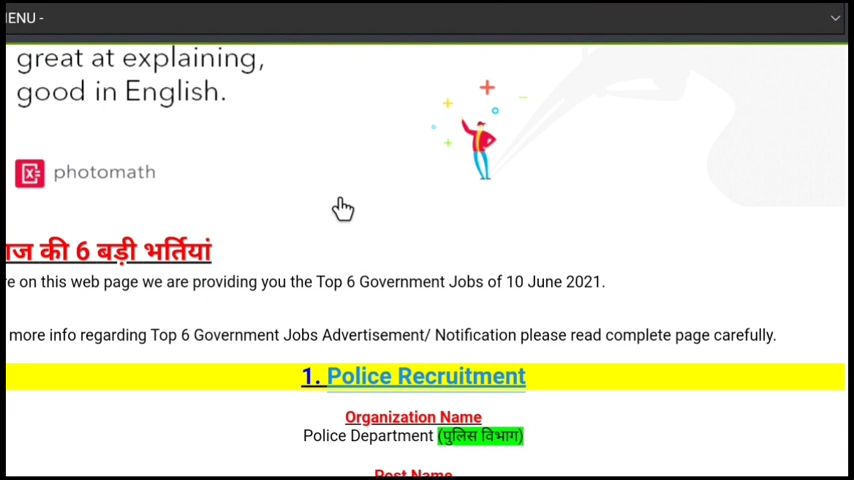 ENU -
great at explaining,
good in English.
photomath
की 6 बड़ी भर्तियां
on this web page we are providing you the Top 6 Government Jobs of 10 June 2021.
more info regarding Top 6 Government Jobs Advertisement/ Notification please read complete page carefully.
1. Police Recruitment
Organization Name
Police Department (पुलिस विभाग)
Post Name